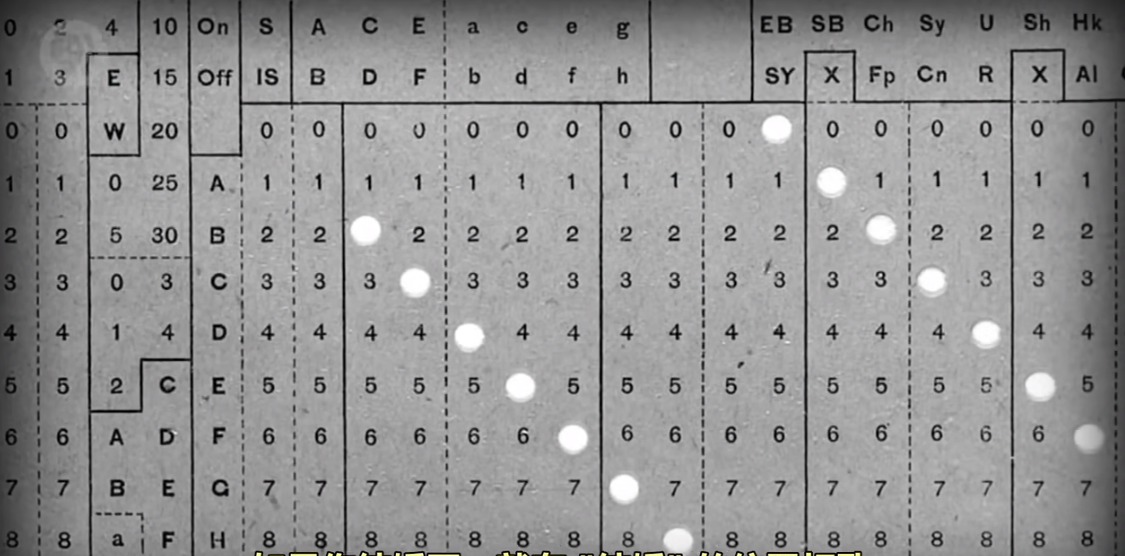 0 2 4 10 On S A C E a c e g EB SB Ch Sy U Sh Hk
1 3 E 15 Off IS B D F b d f h SY X Fp Cn R X Al
0 0 W 20 0 0 0 0 0 0 0 0 0 0 0 0 0 0 0 0
1 1 0 25 A 1 1 1 1 1 1 1 1 1 1 1 1 1 1 1 1
2 2 5 30 B 2 2 2 2 2 2 2 2 2 2 2 2 2 2 2
3 3 0 3 C 3 3 3 3 3 3 3 3 3 3 3 3 3 3 3
4 4 1 4 D 4 4 4 4 4 4 4 4 4 4 4 4 4 4 4
5 5 2 C E 5 5 5 5 5 5 5 5 5 5 5 5 5 5 5
6 6 A D F 6 6 6 6 6 6 6 6 6 6 6 6 6 6 6
7 7 B E G 7 7 7 7 7 7 7 7 7 7 7 7 7 7 7 7
8 8 a F H 8 8 8 8 8 8 8 8 8 8 8 8 8 8 8 8